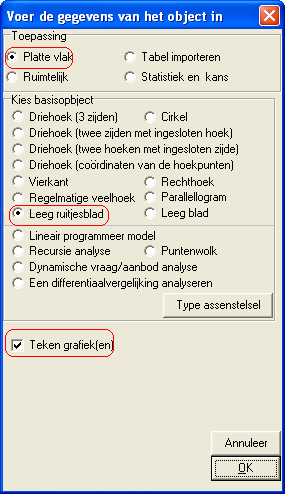 Voer de gegevens van het object in
Toepassing
Platte vlak
Tabel importeren
Ruimtelijk
Statistiek en kans
Kies basisobject
Driehoek (3 zijden)
Cirkel
Driehoek (twee zijden met ingesloten hoek)
Driehoek (twee hoeken met ingesloten zijde)
Driehoek (coördinaten van de hoekpunten)
Vierkant
Rechthoek
Regelmatige veelhoek
Parallellogram
Leeg ruitjesblad
Leeg blad
Lineair programmeer model
Recursie analyse
Puntenwolk
Dynamische vraag/aanbod analyse
Een differentiaalvergelijking analyseren
Type assenstelsel
Teken grafiek(en)
Annuleer
OK